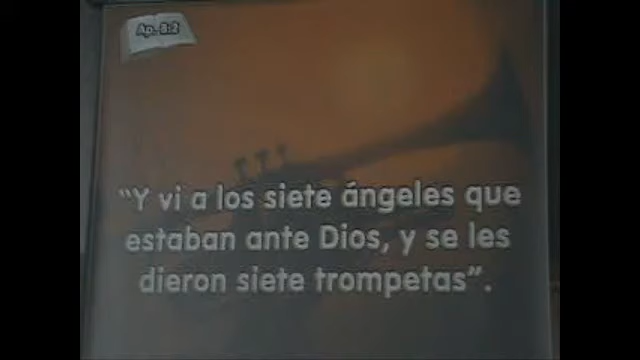 Ap. 8:2
“Y vi a los siete ángeles que
estaban ante Dios, y se les
dieron siete trompetas”.